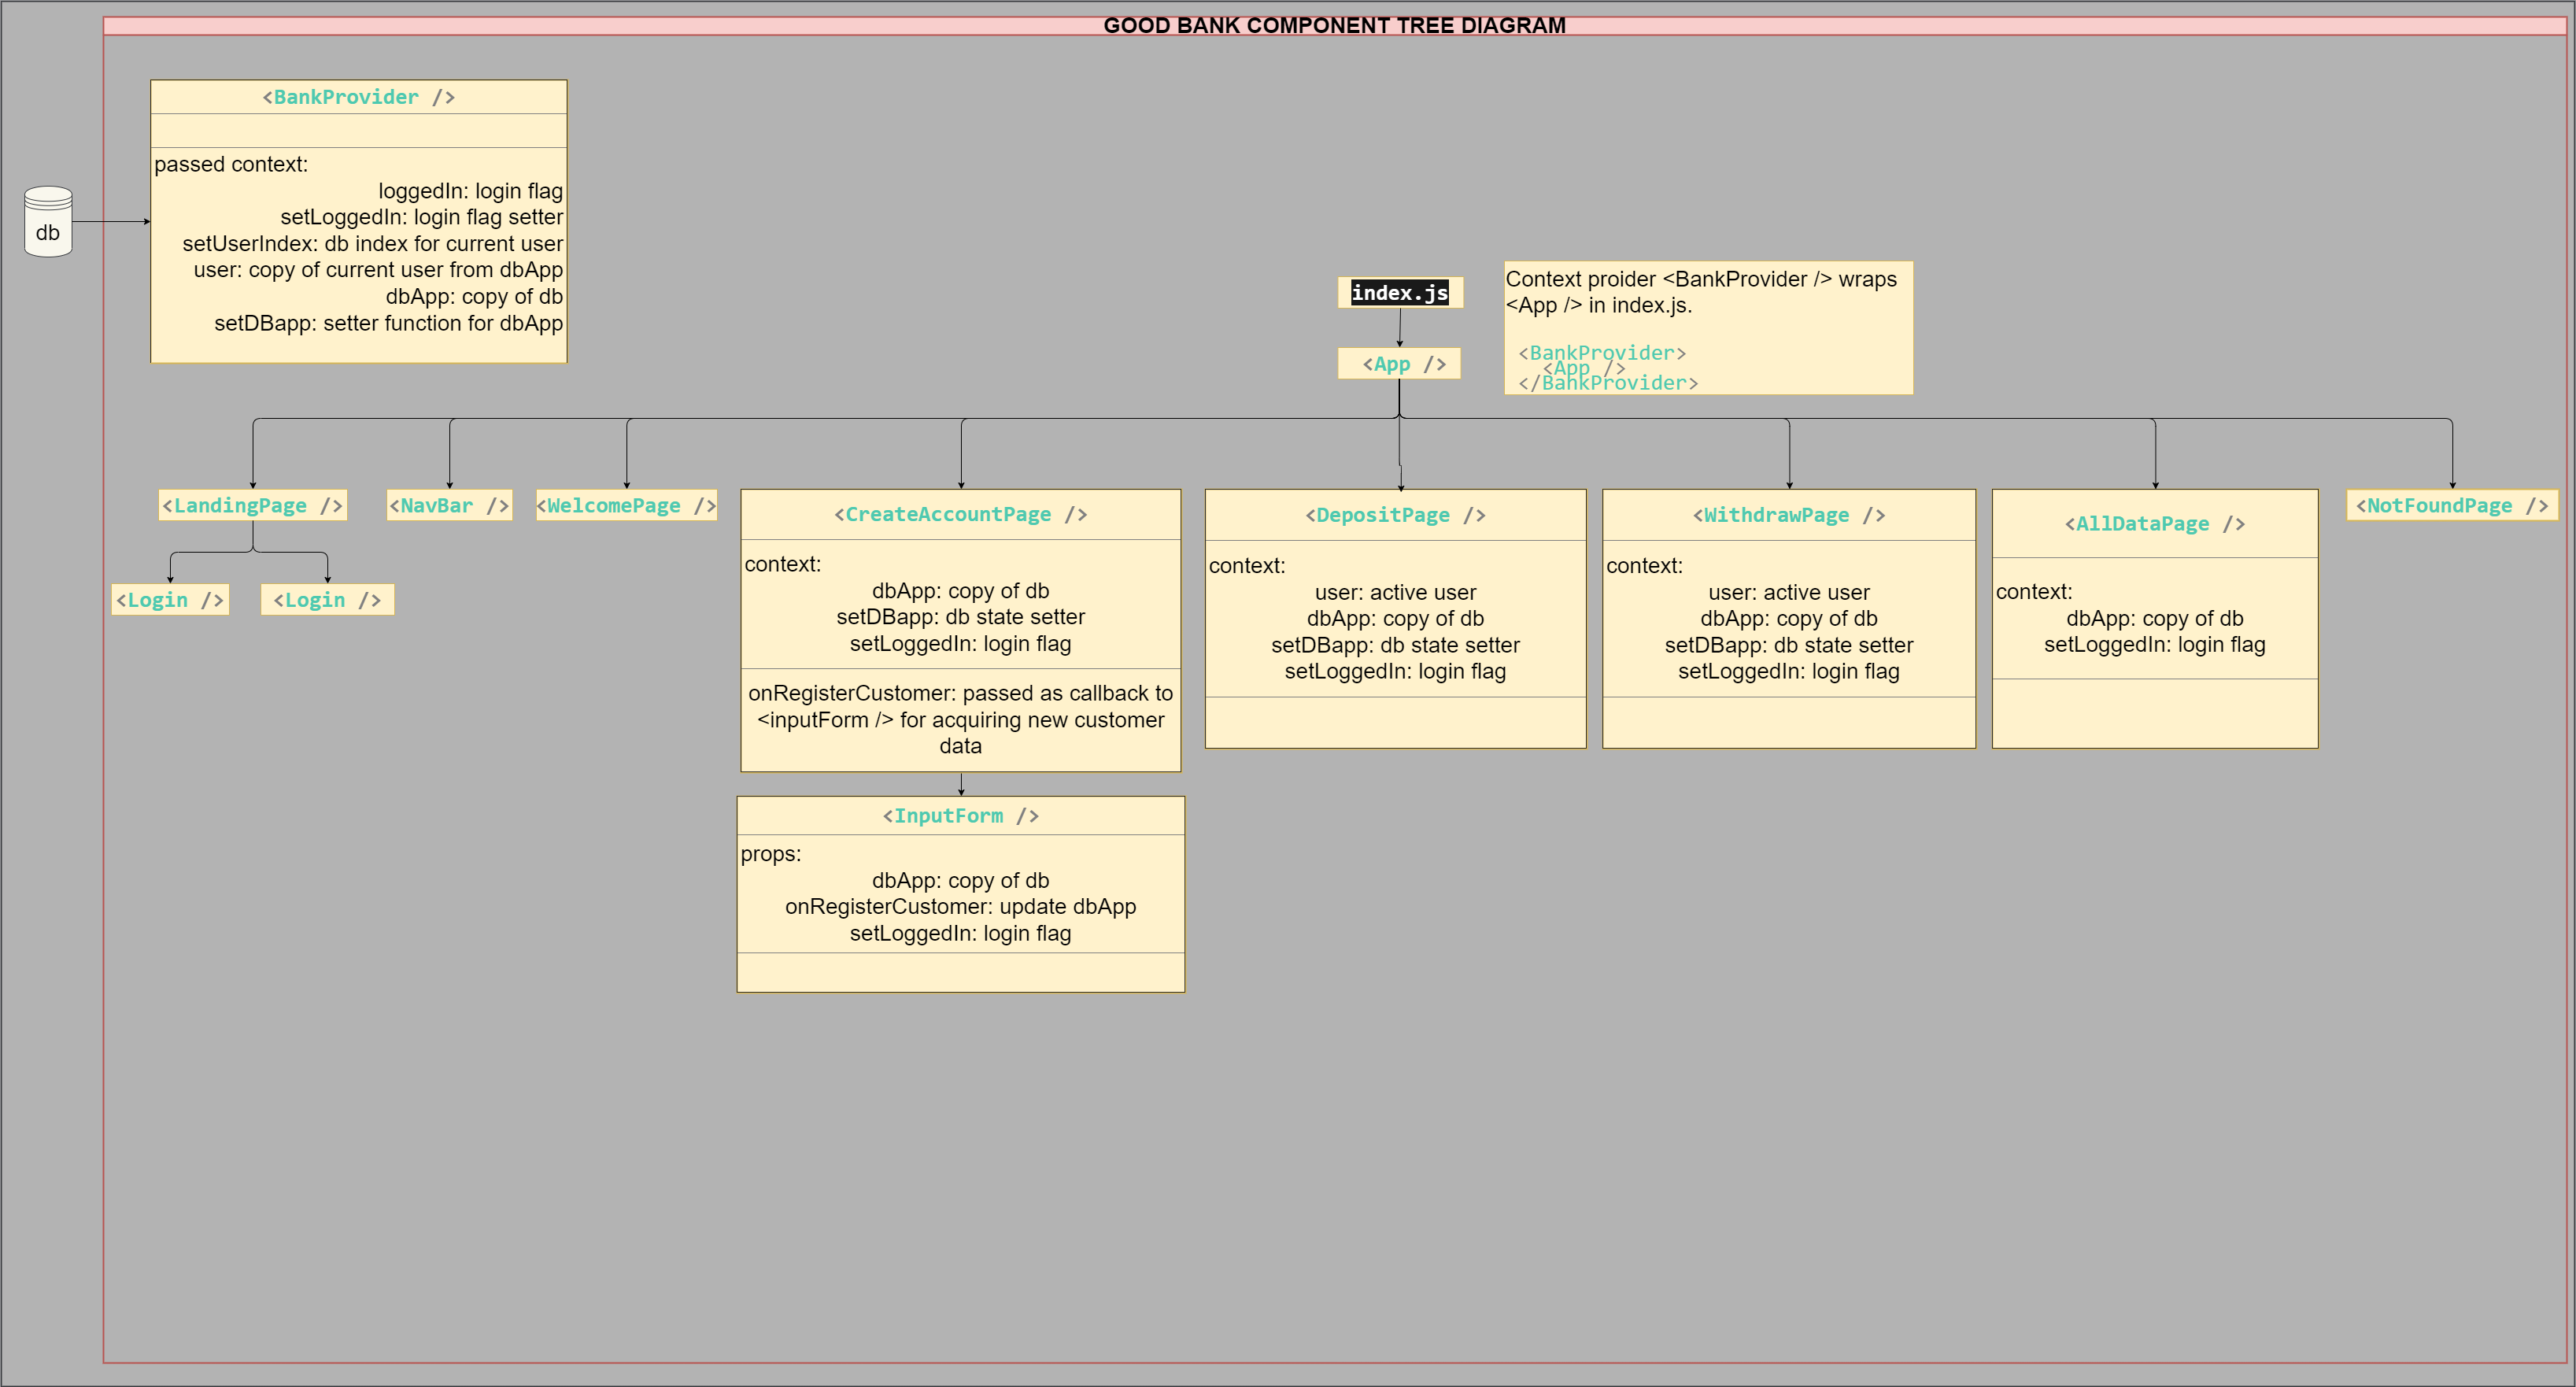 GOOD BANK COMPONENT TREE DIAGRAM
<BankProvider />
passed context:
loggedIn: login flag
setLoggedIn: login flag setter
setUserIndex: db index for current user
user: copy of current user from dbApp
dbApp: copy of db
setDBapp: setter function for dbApp
db
index.js
<App />
Context proider <BankProvider /> wraps
<App /> in index.js.
<BankProvider>
<App />
</BankProvider>
<LandingPage />
<NavBar />
<WelcomePage />
<Login />
<Login />
<CreateAccountPage />
context:
dbApp: copy of db
setDBapp: db state setter
setLoggedIn: login flag
onRegisterCustomer: passed as callback to
<inputForm /> for acquiring new customer
data
<InputForm />
props:
dbApp: copy of db
onRegisterCustomer: update dbApp
setLoggedIn: login flag
<DepositPage />
context:
user: active user
dbApp: copy of db
setDBapp: db state setter
setLoggedIn: login flag
<WithdrawPage />
context:
user: active user
dbApp: copy of db
setDBapp: db state setter
setLoggedIn: login flag
<AllDataPage />
context:
dbApp: copy of db
setLoggedIn: login flag
<NotFoundPage />